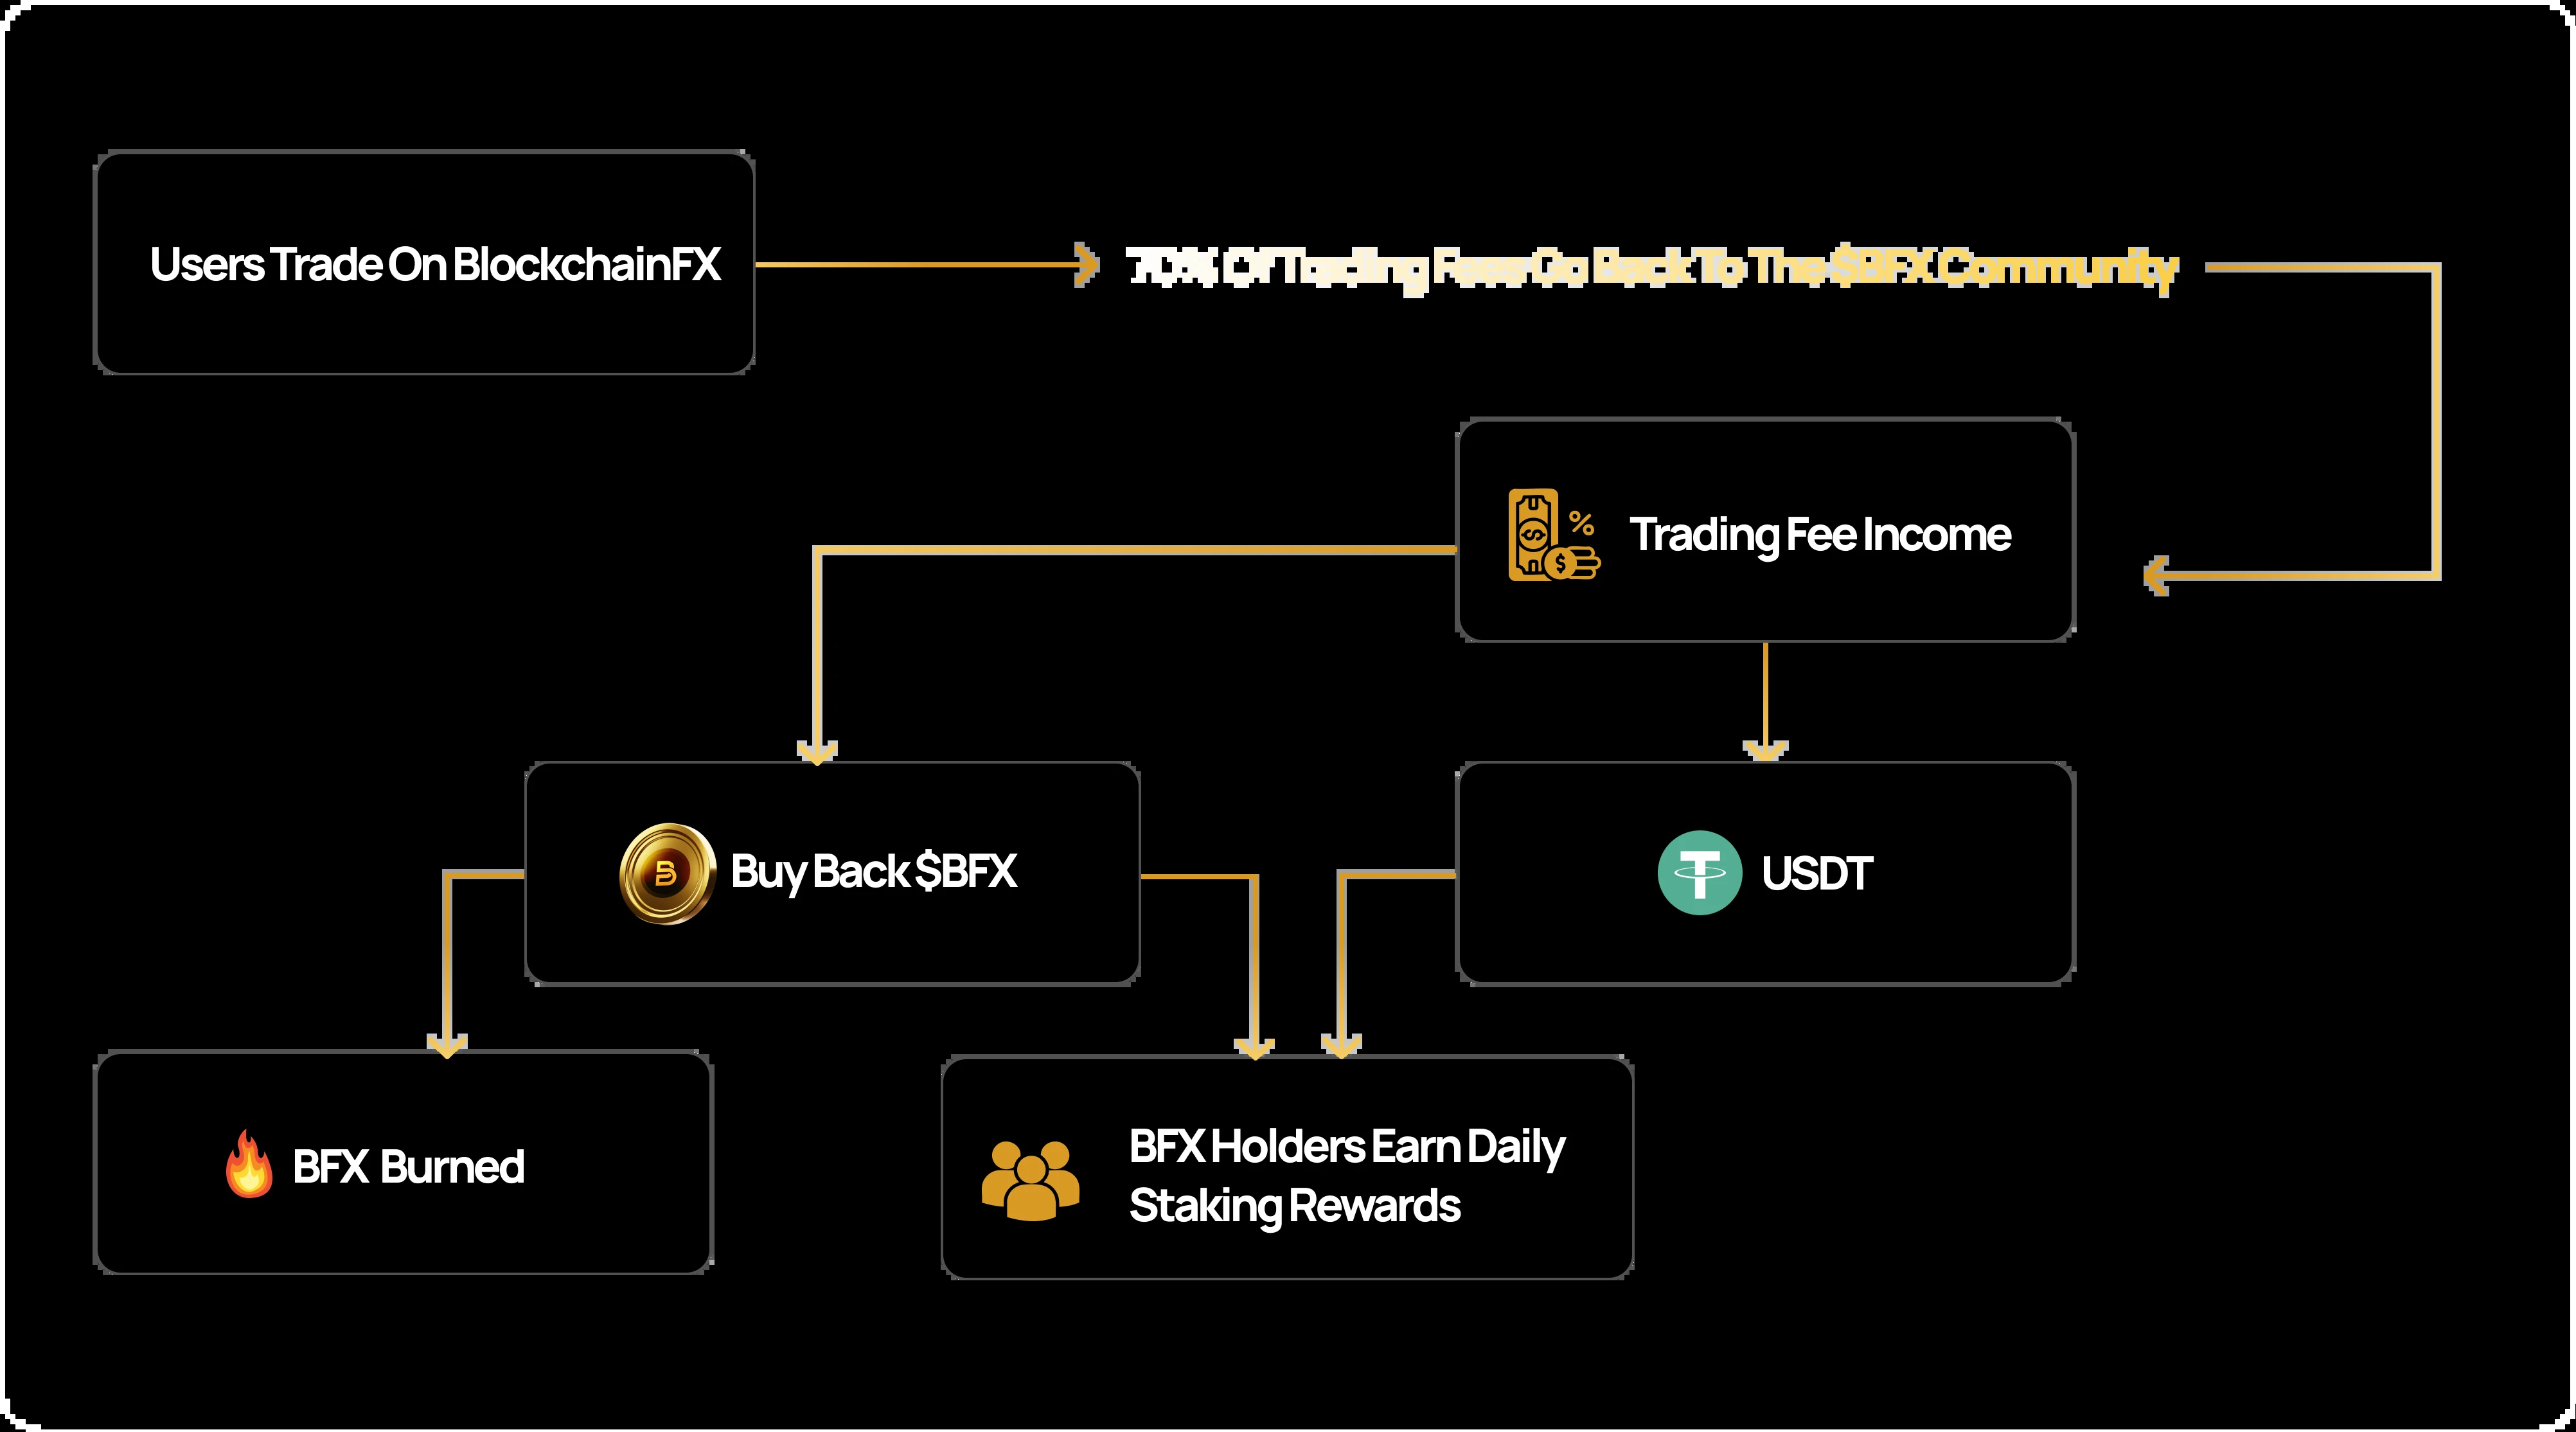 Users Trade On BlockchainFX
Of Trading Fees Go Back To The $BFX Community
Trading Fee Income
Buy Back $BFX
USDT
BFX Burned
BFX Holders Earn Daily
Staking Rewards